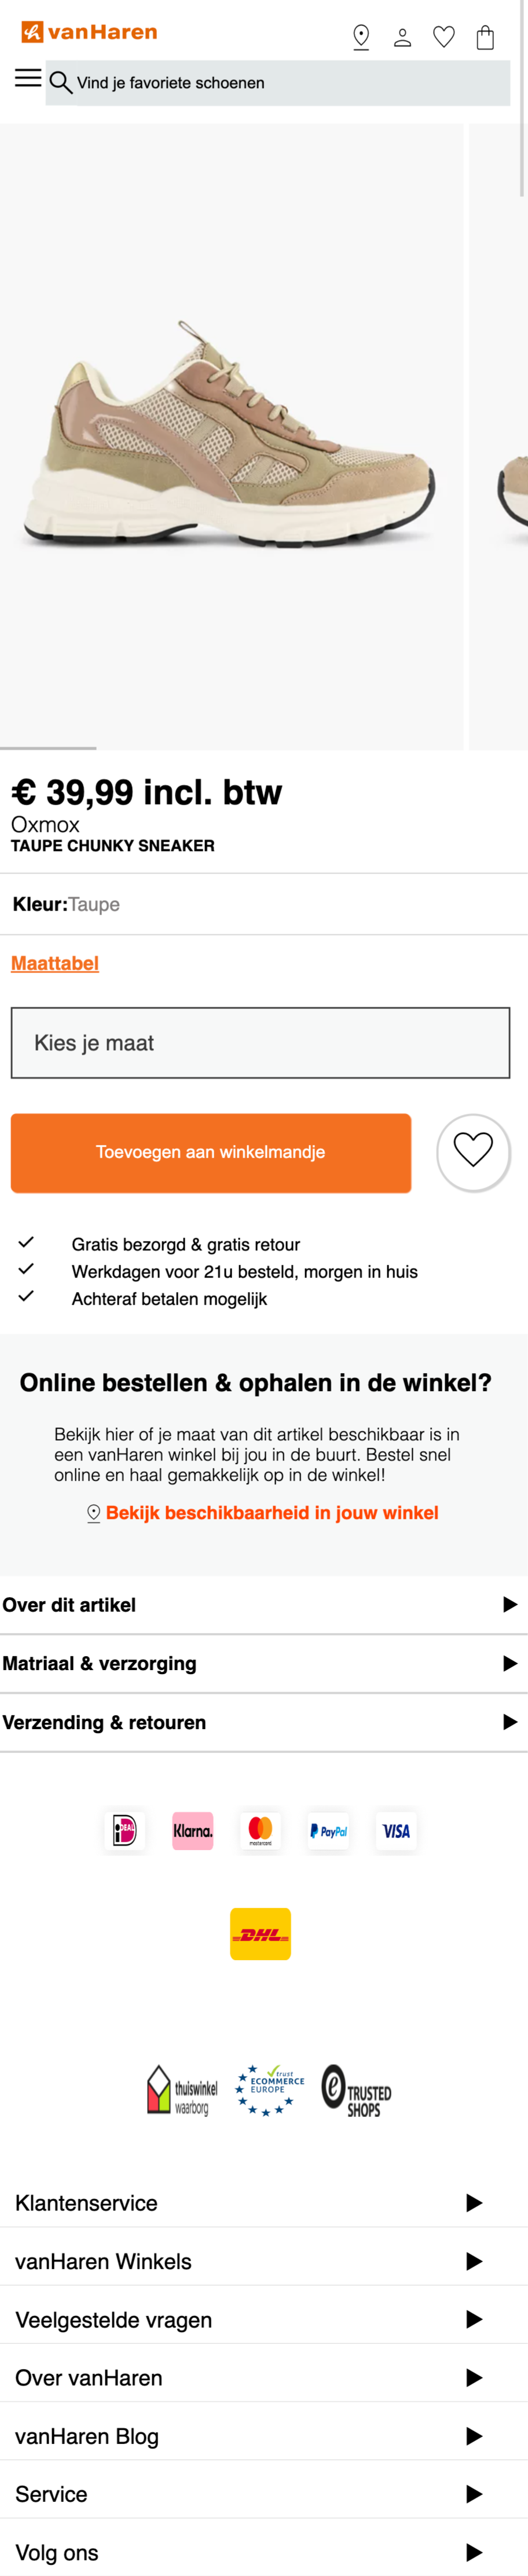 vanHaren
Vind je favoriete schoenen
€ 39,99 incl. btw
Oxmox
TAUPE CHUNKY SNEAKER
Kleur:Taupe
Maattabel
Kies je maat
Toevoegen aan winkelmandje
Gratis bezorgd & gratis retour
Werkdagen voor 21u besteld, morgen in huis
Achteraf betalen mogelijk
Online bestellen & ophalen in de winkel?
Bekijk hier of je maat van dit artikel beschikbaar is in
een vanHaren winkel bij jou in de buurt. Bestel snel
online en haal gemakkelijk op in de winkel!
Bekijk beschikbaarheid in jouw winkel
Over dit artikel
Matriaal & verzorging
Verzending & retouren
iDEAL Klarna. mastercard PayPal VISA
DHL
thuiswinkel
waarborg
trust
ECOMMERCE
EUROPE
TRUSTED
SHOPS
Klantenservice
vanHaren Winkels
Veelgestelde vragen
Over vanHaren
vanHaren Blog
Service
Volg ons